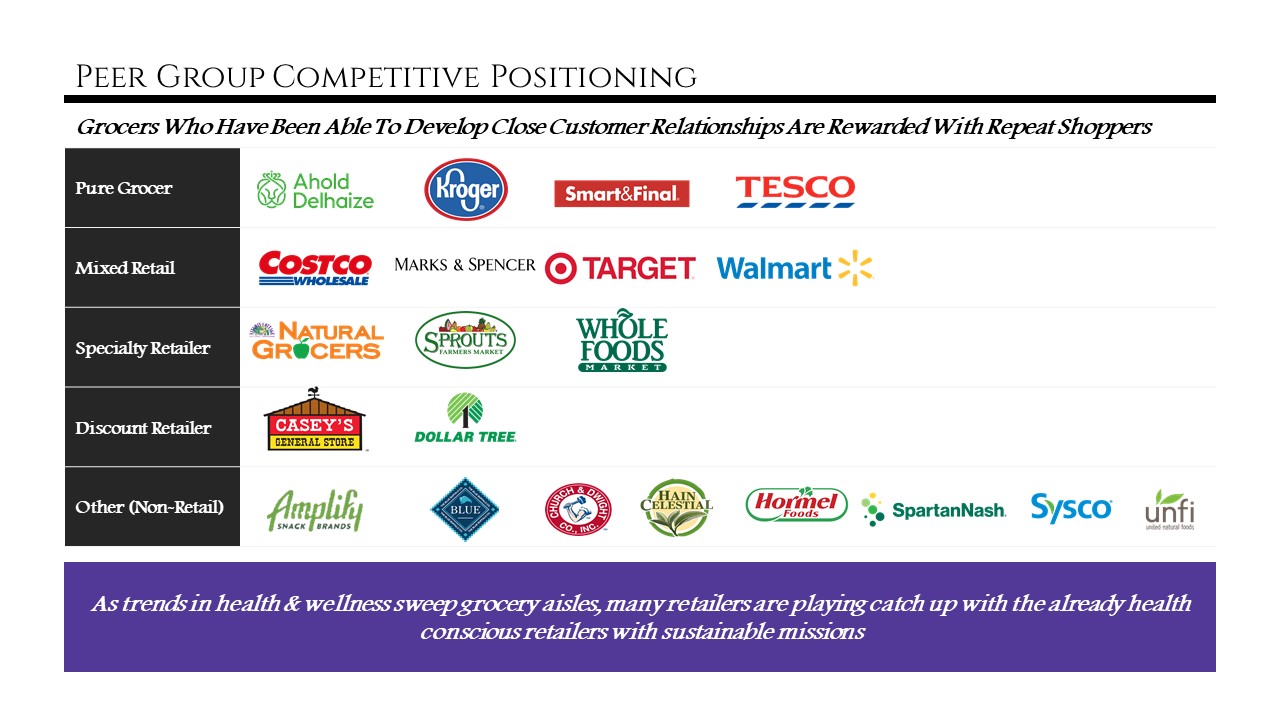 Peer Group Competitive Positioning
Grocers Who Have Been Able To Develop Close Customer Relationships Are Rewarded With Repeat Shoppers
Pure Grocer
Ahold
Delhaize
Kroger
Smart&Final.
TESCO
Mixed Retail
COSTCO
WHOLESALE
MARKS & SPENCER
TARGET
Walmart
Specialty Retailer
NATURAL
GROCERS
SPROUTS
FARMERS MARKET
WHOLE
FOODS
MARKET
Discount Retailer
CASEY'S
GENERAL STORE
DOLLAR TREE
Other (Non-Retail)
Amplify
SNACK BRANDS
BLUE
CHURCH & DWIGHT
CO., INC.
HAIN
CELESTIAL
Hormel
Foods
SpartanNash
Sysco
unfi
united natural foods
As trends in health & wellness sweep grocery aisles, many retailers are playing catch up with the already health
conscious retailers with sustainable missions